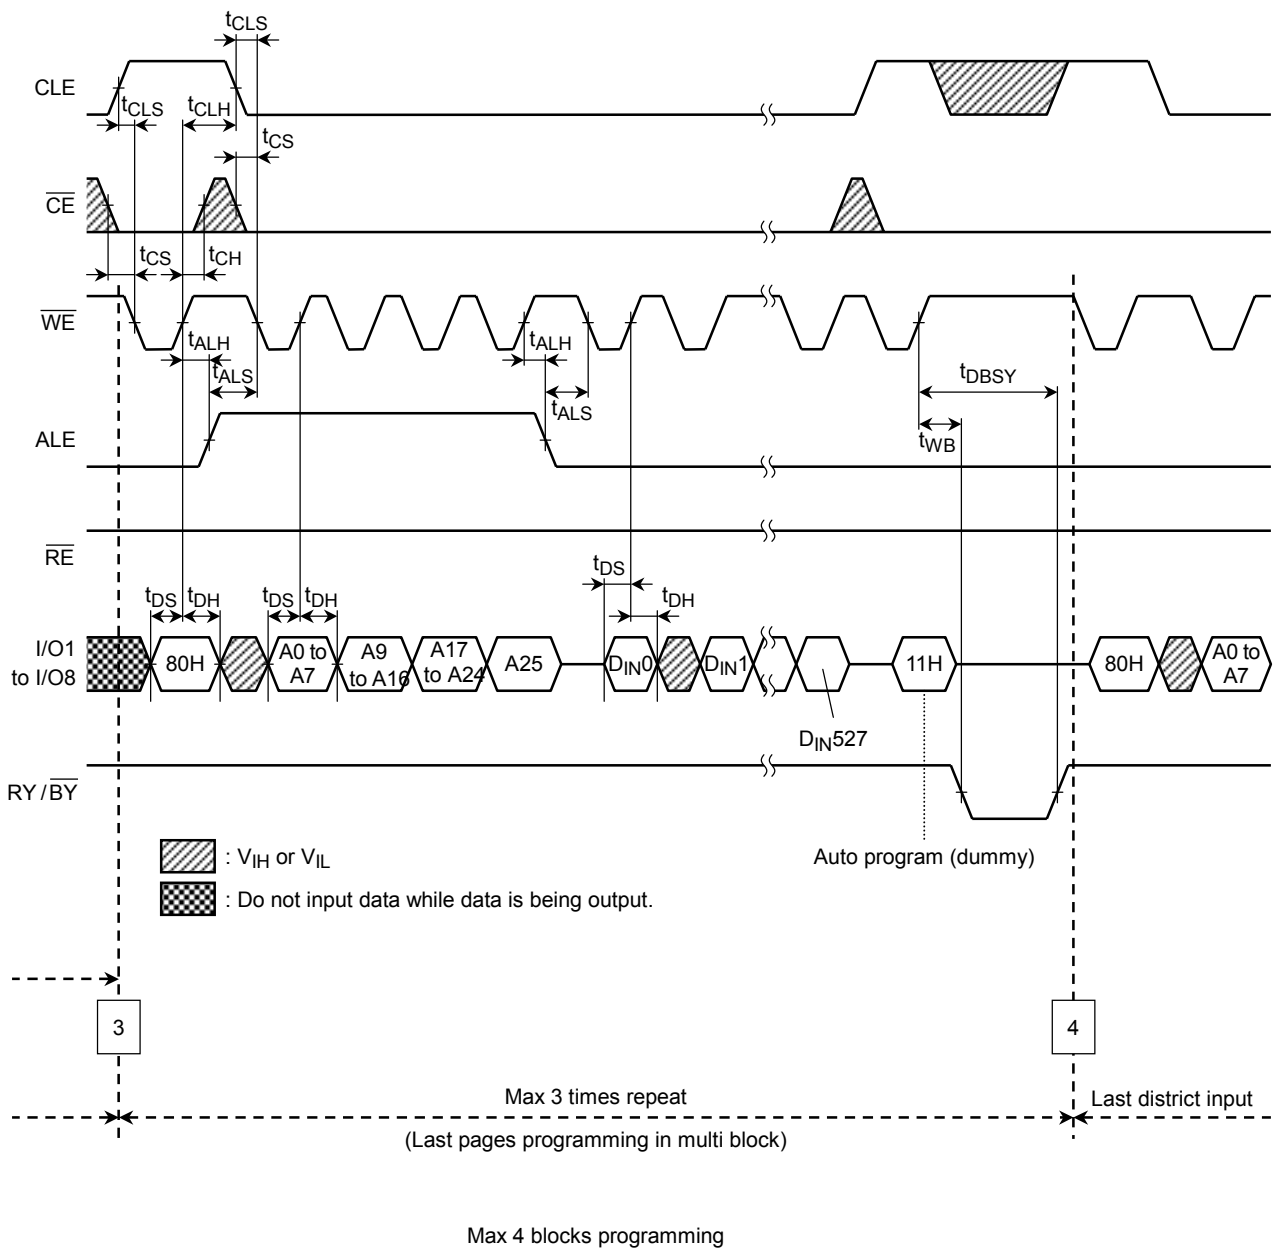 tCLS
CLE
tCLS
tCLH
tCS
CE
tCS
tCH
WE
tALH
tALH
tALS
tDBSY
tALS
ALE
tWB
RE
tDS
tDS
tDH
tDS
tDH
tDH
I/O1
to I/O8
80H
A0 to
A7
A9
to A16
A17
to A24
A25
DIN0
DIN1
11H
80H
A0 to
A7
DIN527
RY/BY
: VIH or VIL
Auto program (dummy)
: Do not input data while data is being output.
3
4
Max 3 times repeat
Last district input
(Last pages programming in multi block)
Max 4 blocks programming